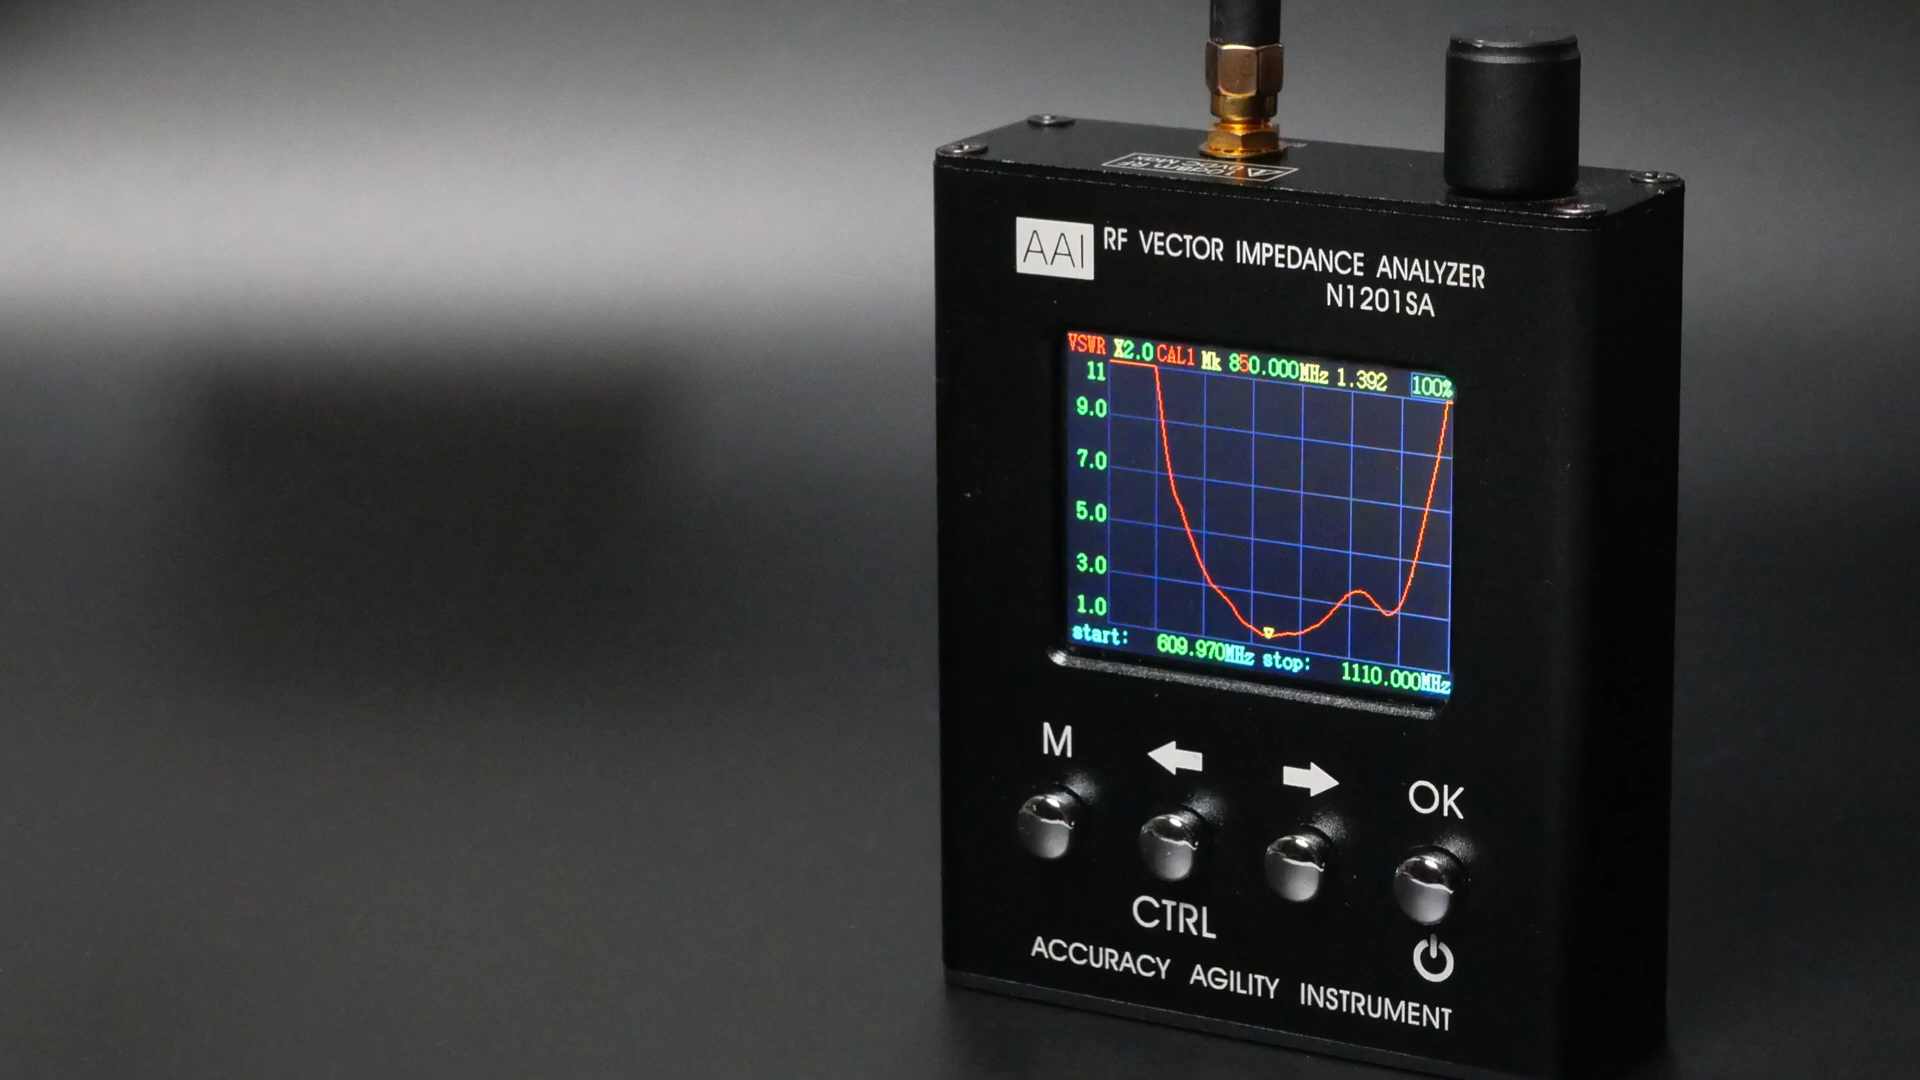 AAI RF VECTOR IMPEDANCE ANALYZER
N1201SA
VSWR X2.0 CAL1 Mk 850.000MHz 1.392 100%
11
9.0
7.0
5.0
3.0
1.0
start: 609.970MHz stop: 1110.000MHz
M
OK
CTRL
ACCURACY AGILITY INSTRUMENT